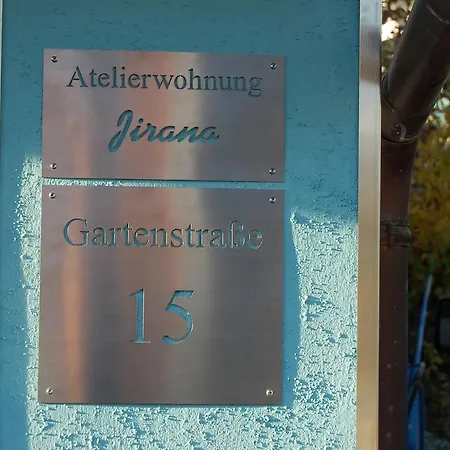 Atelierwohnung
Jirana
Gartenstraße
15